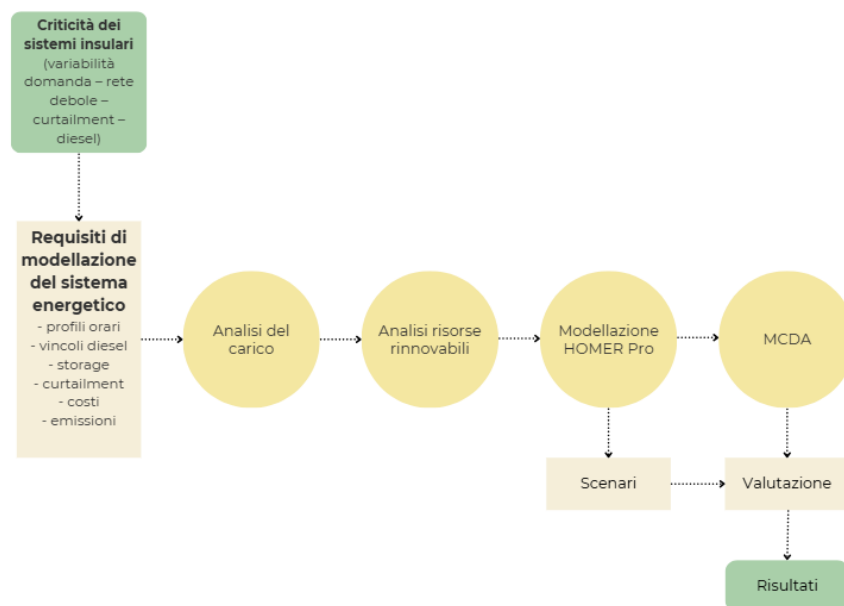 Criticità dei
sistemi insulari
(variabilità
domanda – rete
debole –
curtailment –
diesel)
Requisiti di
modellazione
del sistema
energetico
- profili orari
- vincoli diesel
- storage
- curtailment
- costi
- emissioni
Analisi del
carico
Analisi risorse
rinnovabili
Modellazione
HOMER Pro
MCDA
Scenari
Valutazione
Risultati